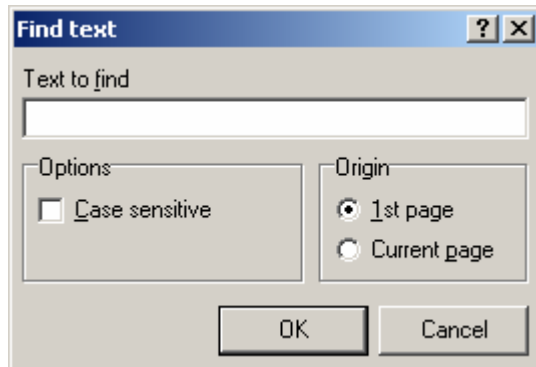 Find text
Text to find
Options
Case sensitive
Origin
1st page
Current page
OK
Cancel